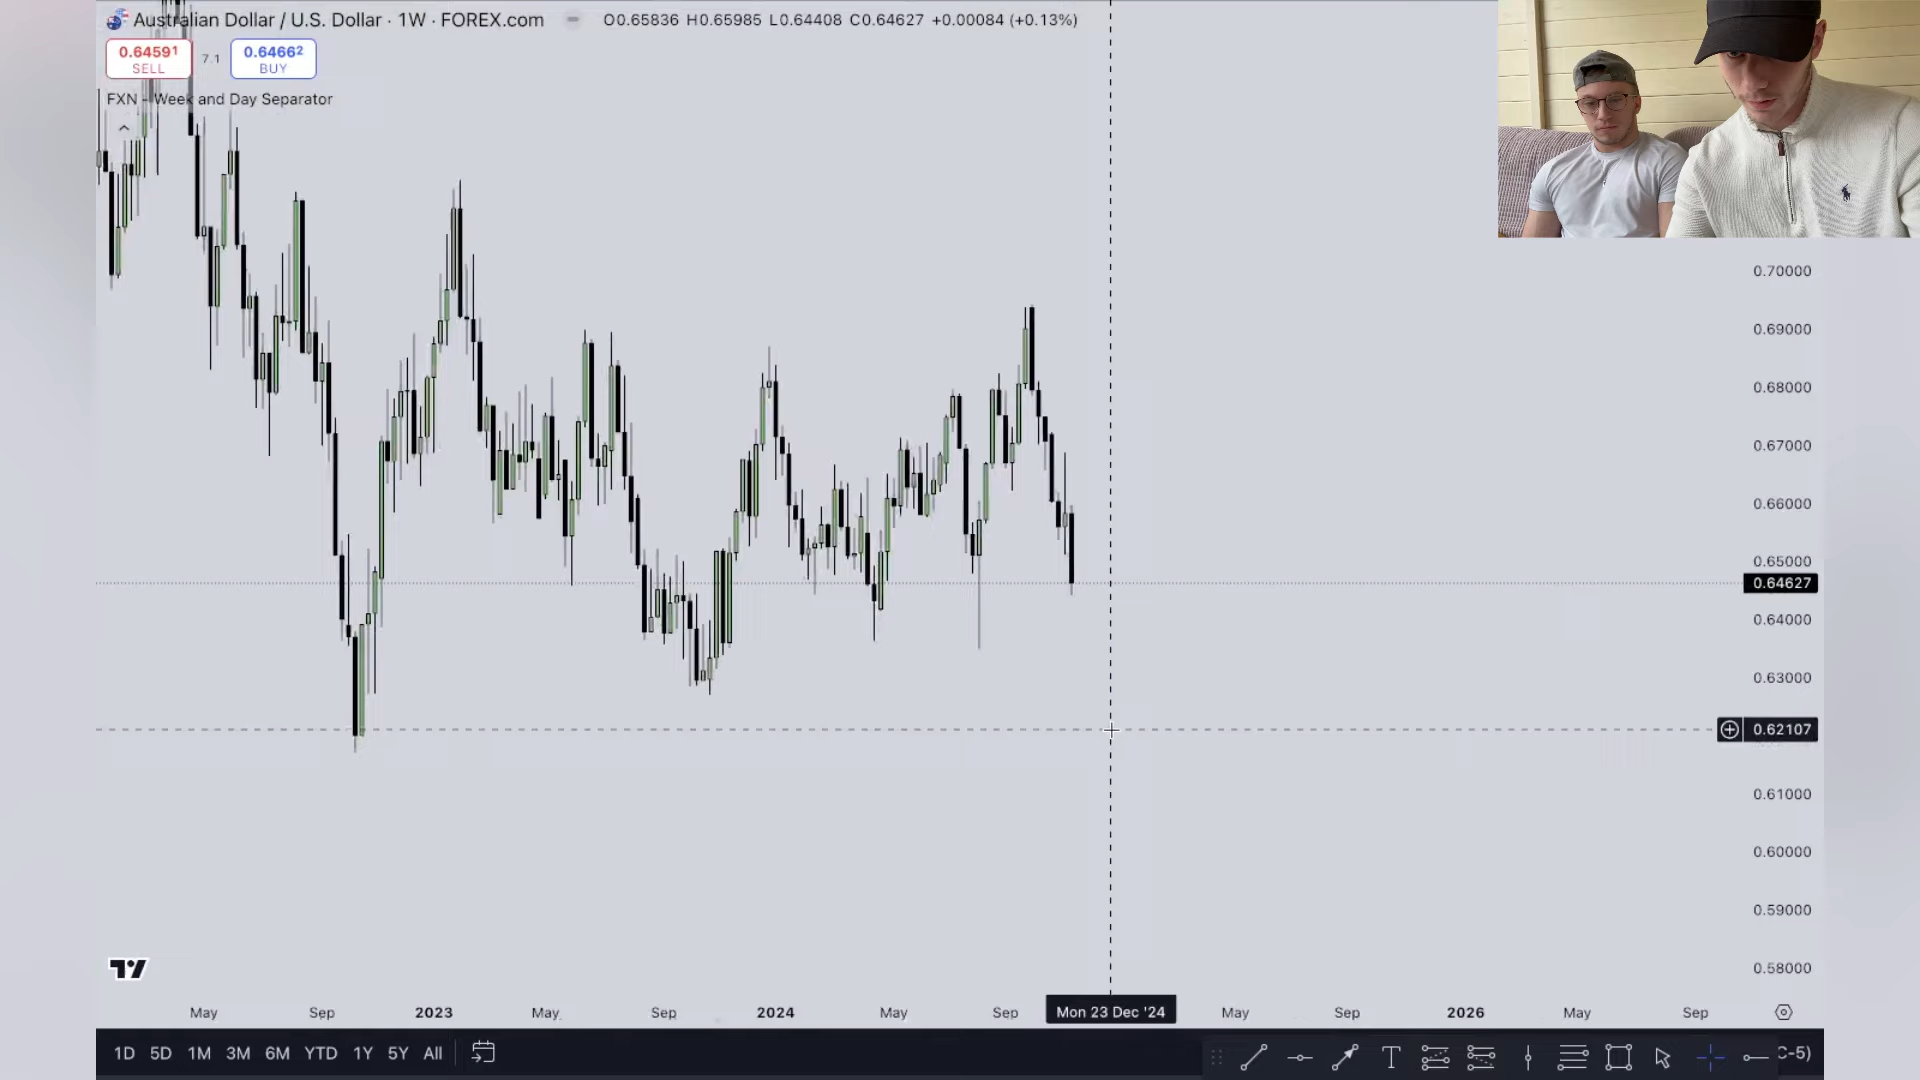 Australian Dollar / U.S. Dollar · 1W · FOREX.com
O0.65836 H0.65985 L0.64408 C0.64627 +0.00084 (+0.13%)
0.64591
SELL
7.1
0.64662
BUY
FXN - Week and Day Separator
0.70000
0.69000
0.68000
0.67000
0.66000
0.65000
0.64627
0.64000
0.63000
0.62107
0.61000
0.60000
0.59000
0.58000
May Sep 2023 May Sep 2024 May Sep Mon 23 Dec '24 May Sep 2026 May Sep
1D 5D 1M 3M 6M YTD 1Y 5Y All
C-5)